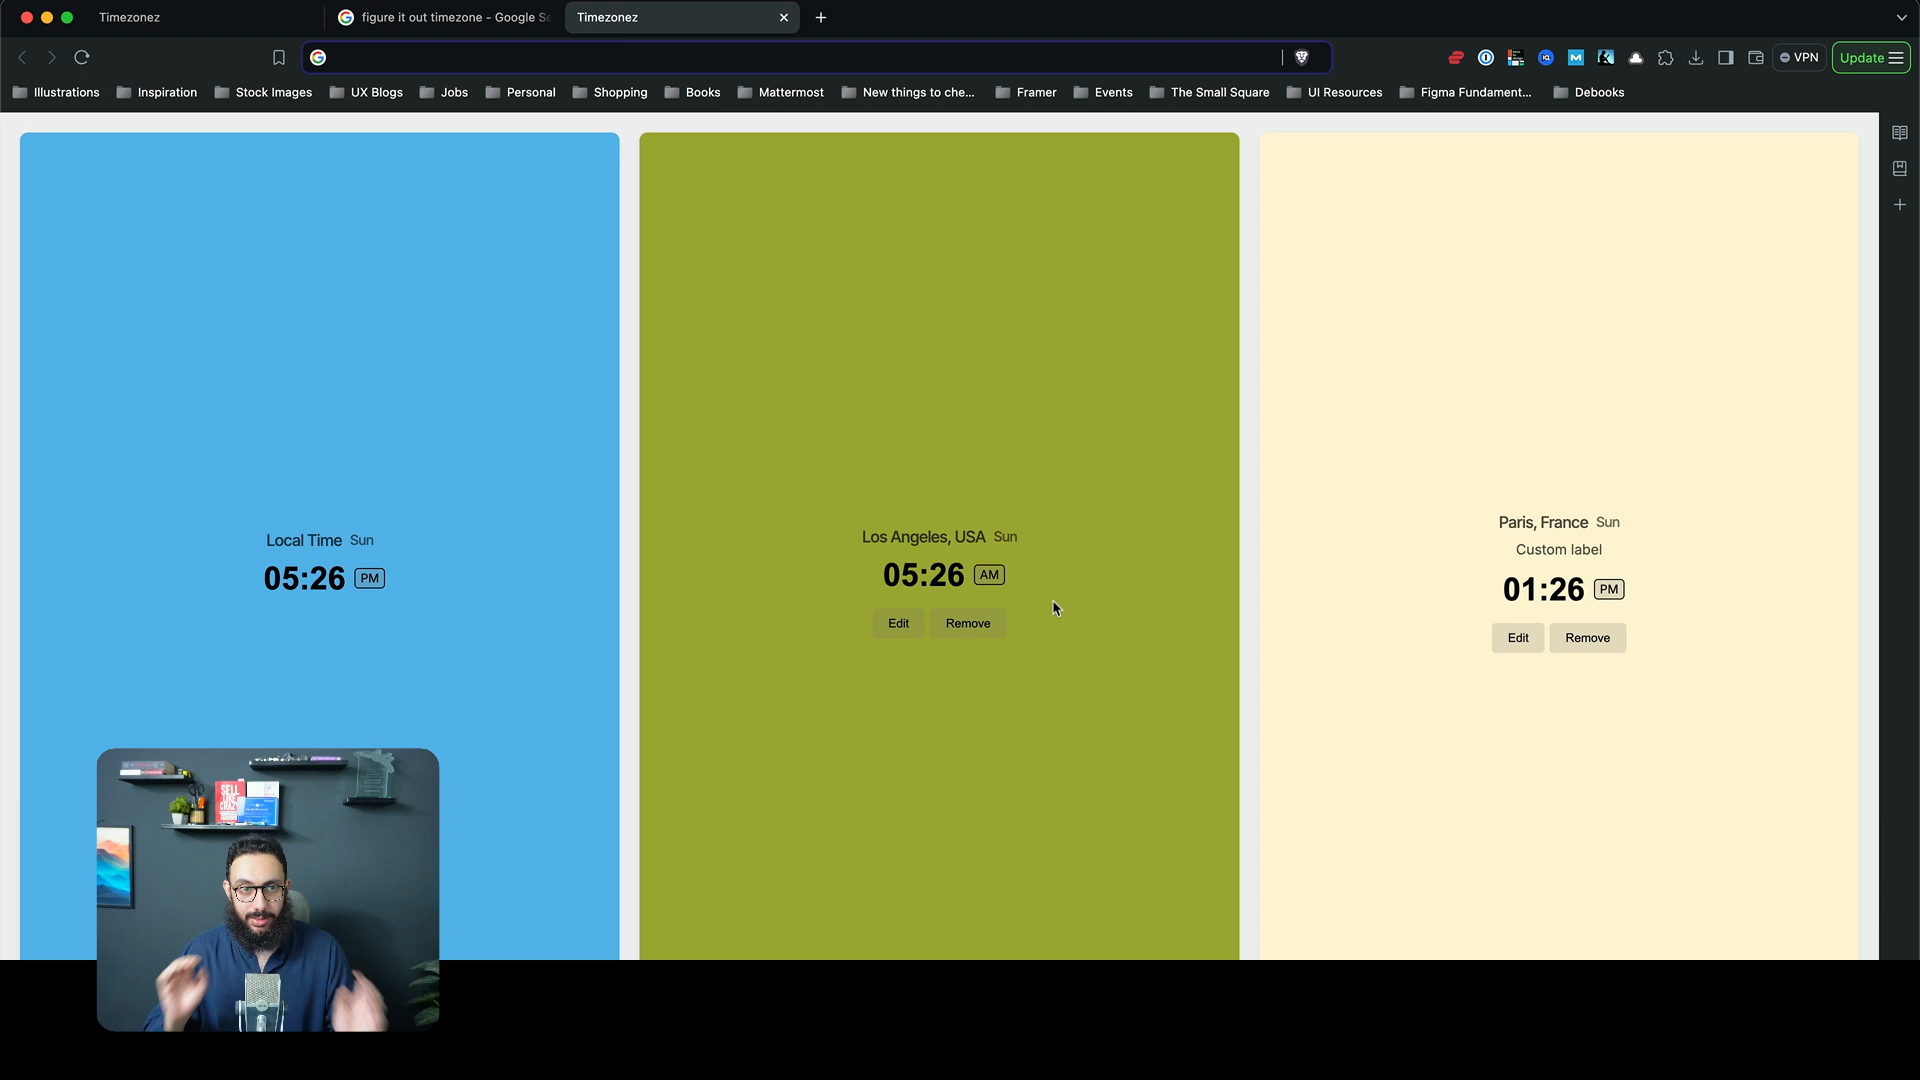 Timezonez
figure it out timezone - Google Se
Timezonez
VPN
Update
Illustrations
Inspiration
Stock Images
UX Blogs
Jobs
Personal
Shopping
Books
Mattermost
New things to che...
Framer
Events
The Small Square
UI Resources
Figma Fundament...
Debooks
Local Time Sun
05:26 PM
Los Angeles, USA Sun
05:26 AM
Edit
Remove
Paris, France Sun
Custom label
01:26 PM
Edit
Remove
SELL
LIKE
CRAZY